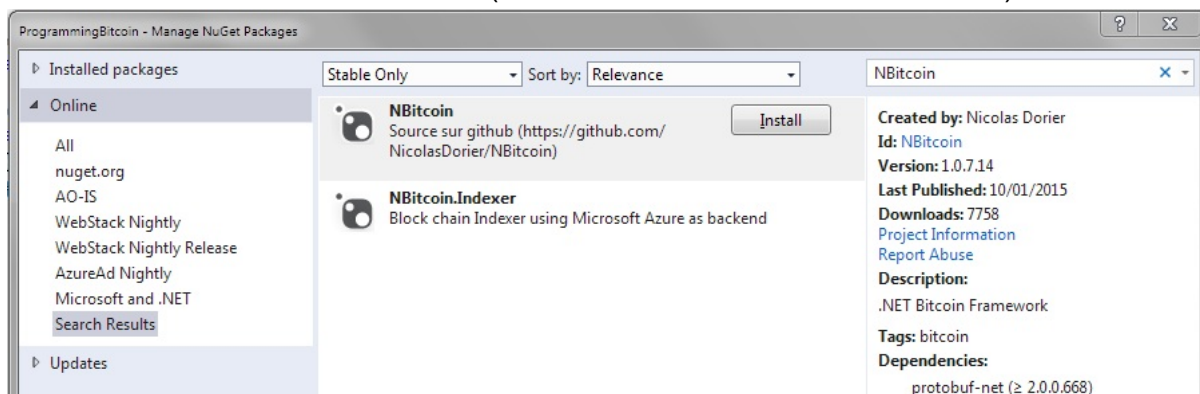 ProgrammingBitcoin - Manage NuGet Packages
Installed packages
Online
All
nuget.org
AO-IS
WebStack Nightly
WebStack Nightly Release
AzureAd Nightly
Microsoft and .NET
Search Results
Updates
Stable Only
Sort by: Relevance
NBitcoin
Source sur github (https://github.com/
NicolasDorier/NBitcoin)
Install
NBitcoin.Indexer
Block chain Indexer using Microsoft Azure as backend
NBitcoin
Created by: Nicolas Dorier
Id: NBitcoin
Version: 1.0.7.14
Last Published: 10/01/2015
Downloads: 7758
Project Information
Report Abuse
Description:
.NET Bitcoin Framework
Tags: bitcoin
Dependencies:
protobuf-net (≥ 2.0.0.668)